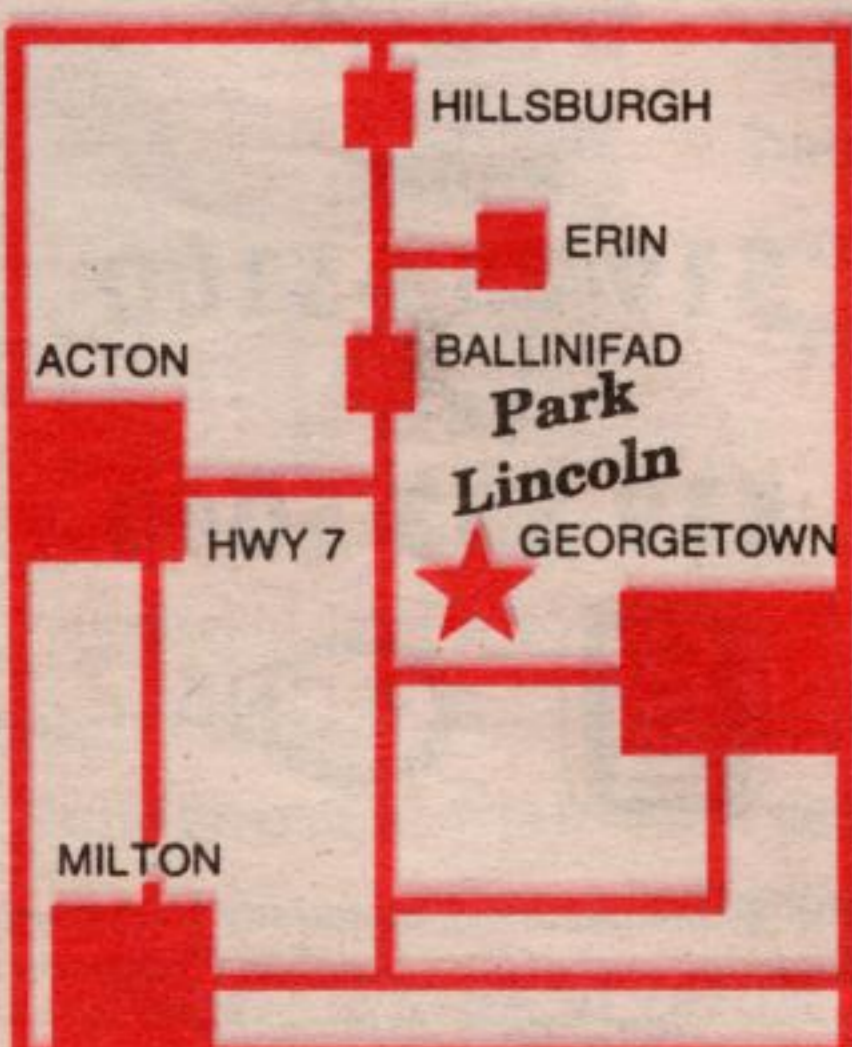 HILLSBURGH
ERIN
ACTON
BALLINIFAD
Park
Lincoln
HWY 7
GEORGETOWN
MILTON